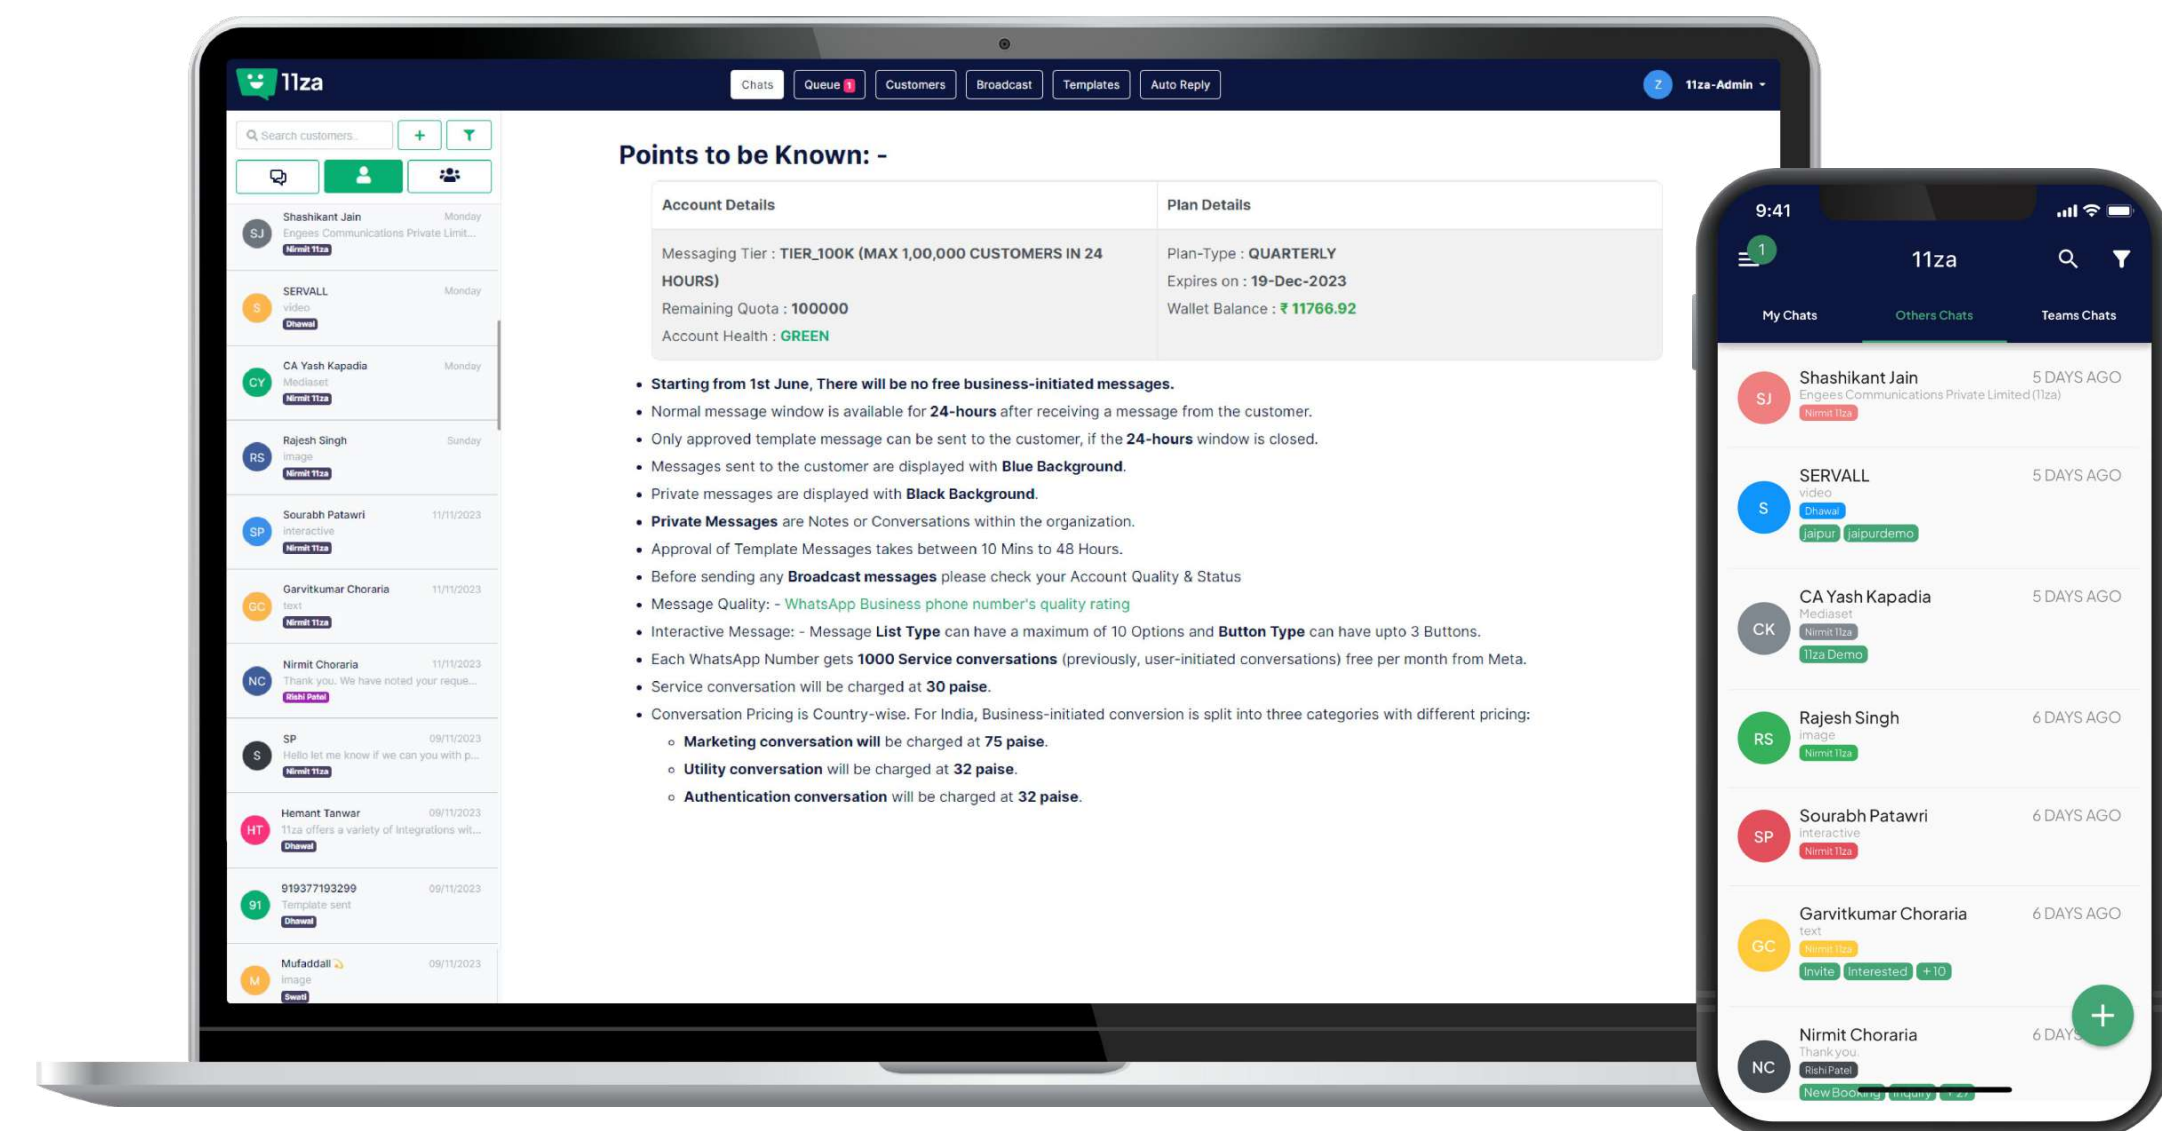 11za
Chats
Queue 1
Customers
Broadcast
Templates
Auto Reply
Z
11za-Admin
Search customers..
SJ
Shashikant Jain
Monday
Engees Communications Private Limit...
Nirmit 11za
S
SERVALL
Monday
video
Dhawal
CY
CA Yash Kapadia
Monday
Mediaset
Nirmit 11za
RS
Rajesh Singh
Sunday
image
Nirmit 11za
SP
Sourabh Patawri
11/11/2023
interactive
Nirmit 11za
GC
Garvitkumar Choraria
11/11/2023
text
Nirmit 11za
NC
Nirmit Choraria
11/11/2023
Thank you. We have noted your reque...
Rishi Patel
S
SP
09/11/2023
Hello let me know if we can you with p...
Nirmit 11za
HT
Hemant Tanwar
09/11/2023
11za offers a variety of Integrations wit...
Dhawal
91
919377193299
09/11/2023
Template sent
Dhawal
M
Mufaddall
09/11/2023
image
Swati
Points to be Known: -
Account Details
Plan Details
Messaging Tier : TIER_100K (MAX 1,00,000 CUSTOMERS IN 24
HOURS)
Remaining Quota : 100000
Account Health : GREEN
Plan-Type : QUARTERLY
Expires on : 19-Dec-2023
Wallet Balance : ₹ 11766.92
• Starting from 1st June, There will be no free business-initiated messages.
• Normal message window is available for 24-hours after receiving a message from the customer.
• Only approved template message can be sent to the customer, if the 24-hours window is closed.
• Messages sent to the customer are displayed with Blue Background.
• Private messages are displayed with Black Background.
• Private Messages are Notes or Conversations within the organization.
• Approval of Template Messages takes between 10 Mins to 48 Hours.
• Before sending any Broadcast messages please check your Account Quality & Status
• Message Quality: - WhatsApp Business phone number's quality rating
• Interactive Message: - Message List Type can have a maximum of 10 Options and Button Type can have upto 3 Buttons.
• Each WhatsApp Number gets 1000 Service conversations (previously, user-initiated conversations) free per month from Meta.
• Service conversation will be charged at 30 paise.
• Conversation Pricing is Country-wise. For India, Business-initiated conversion is split into three categories with different pricing:
◦ Marketing conversation will be charged at 75 paise.
◦ Utility conversation will be charged at 32 paise.
◦ Authentication conversation will be charged at 32 paise.
9:41
1
11za
My Chats
Others Chats
Teams Chats
SJ
Shashikant Jain
5 DAYS AGO
Engees Communications Private Limited (11za)
Nirmit 11za
S
SERVALL
5 DAYS AGO
video
Dhawal
jaipur jaipurdemo
CK
CA Yash Kapadia
5 DAYS AGO
Mediaset
Nirmit 11za
11za Demo
RS
Rajesh Singh
6 DAYS AGO
image
Nirmit 11za
SP
Sourabh Patawri
6 DAYS AGO
interactive
Nirmit 11za
GC
Garvitkumar Choraria
6 DAYS AGO
text
Nirmit 11za
Invite Interested +10
NC
Nirmit Choraria
6 DAYS
Thank you.
Rishi Patel
New Booking Inquiry + 27